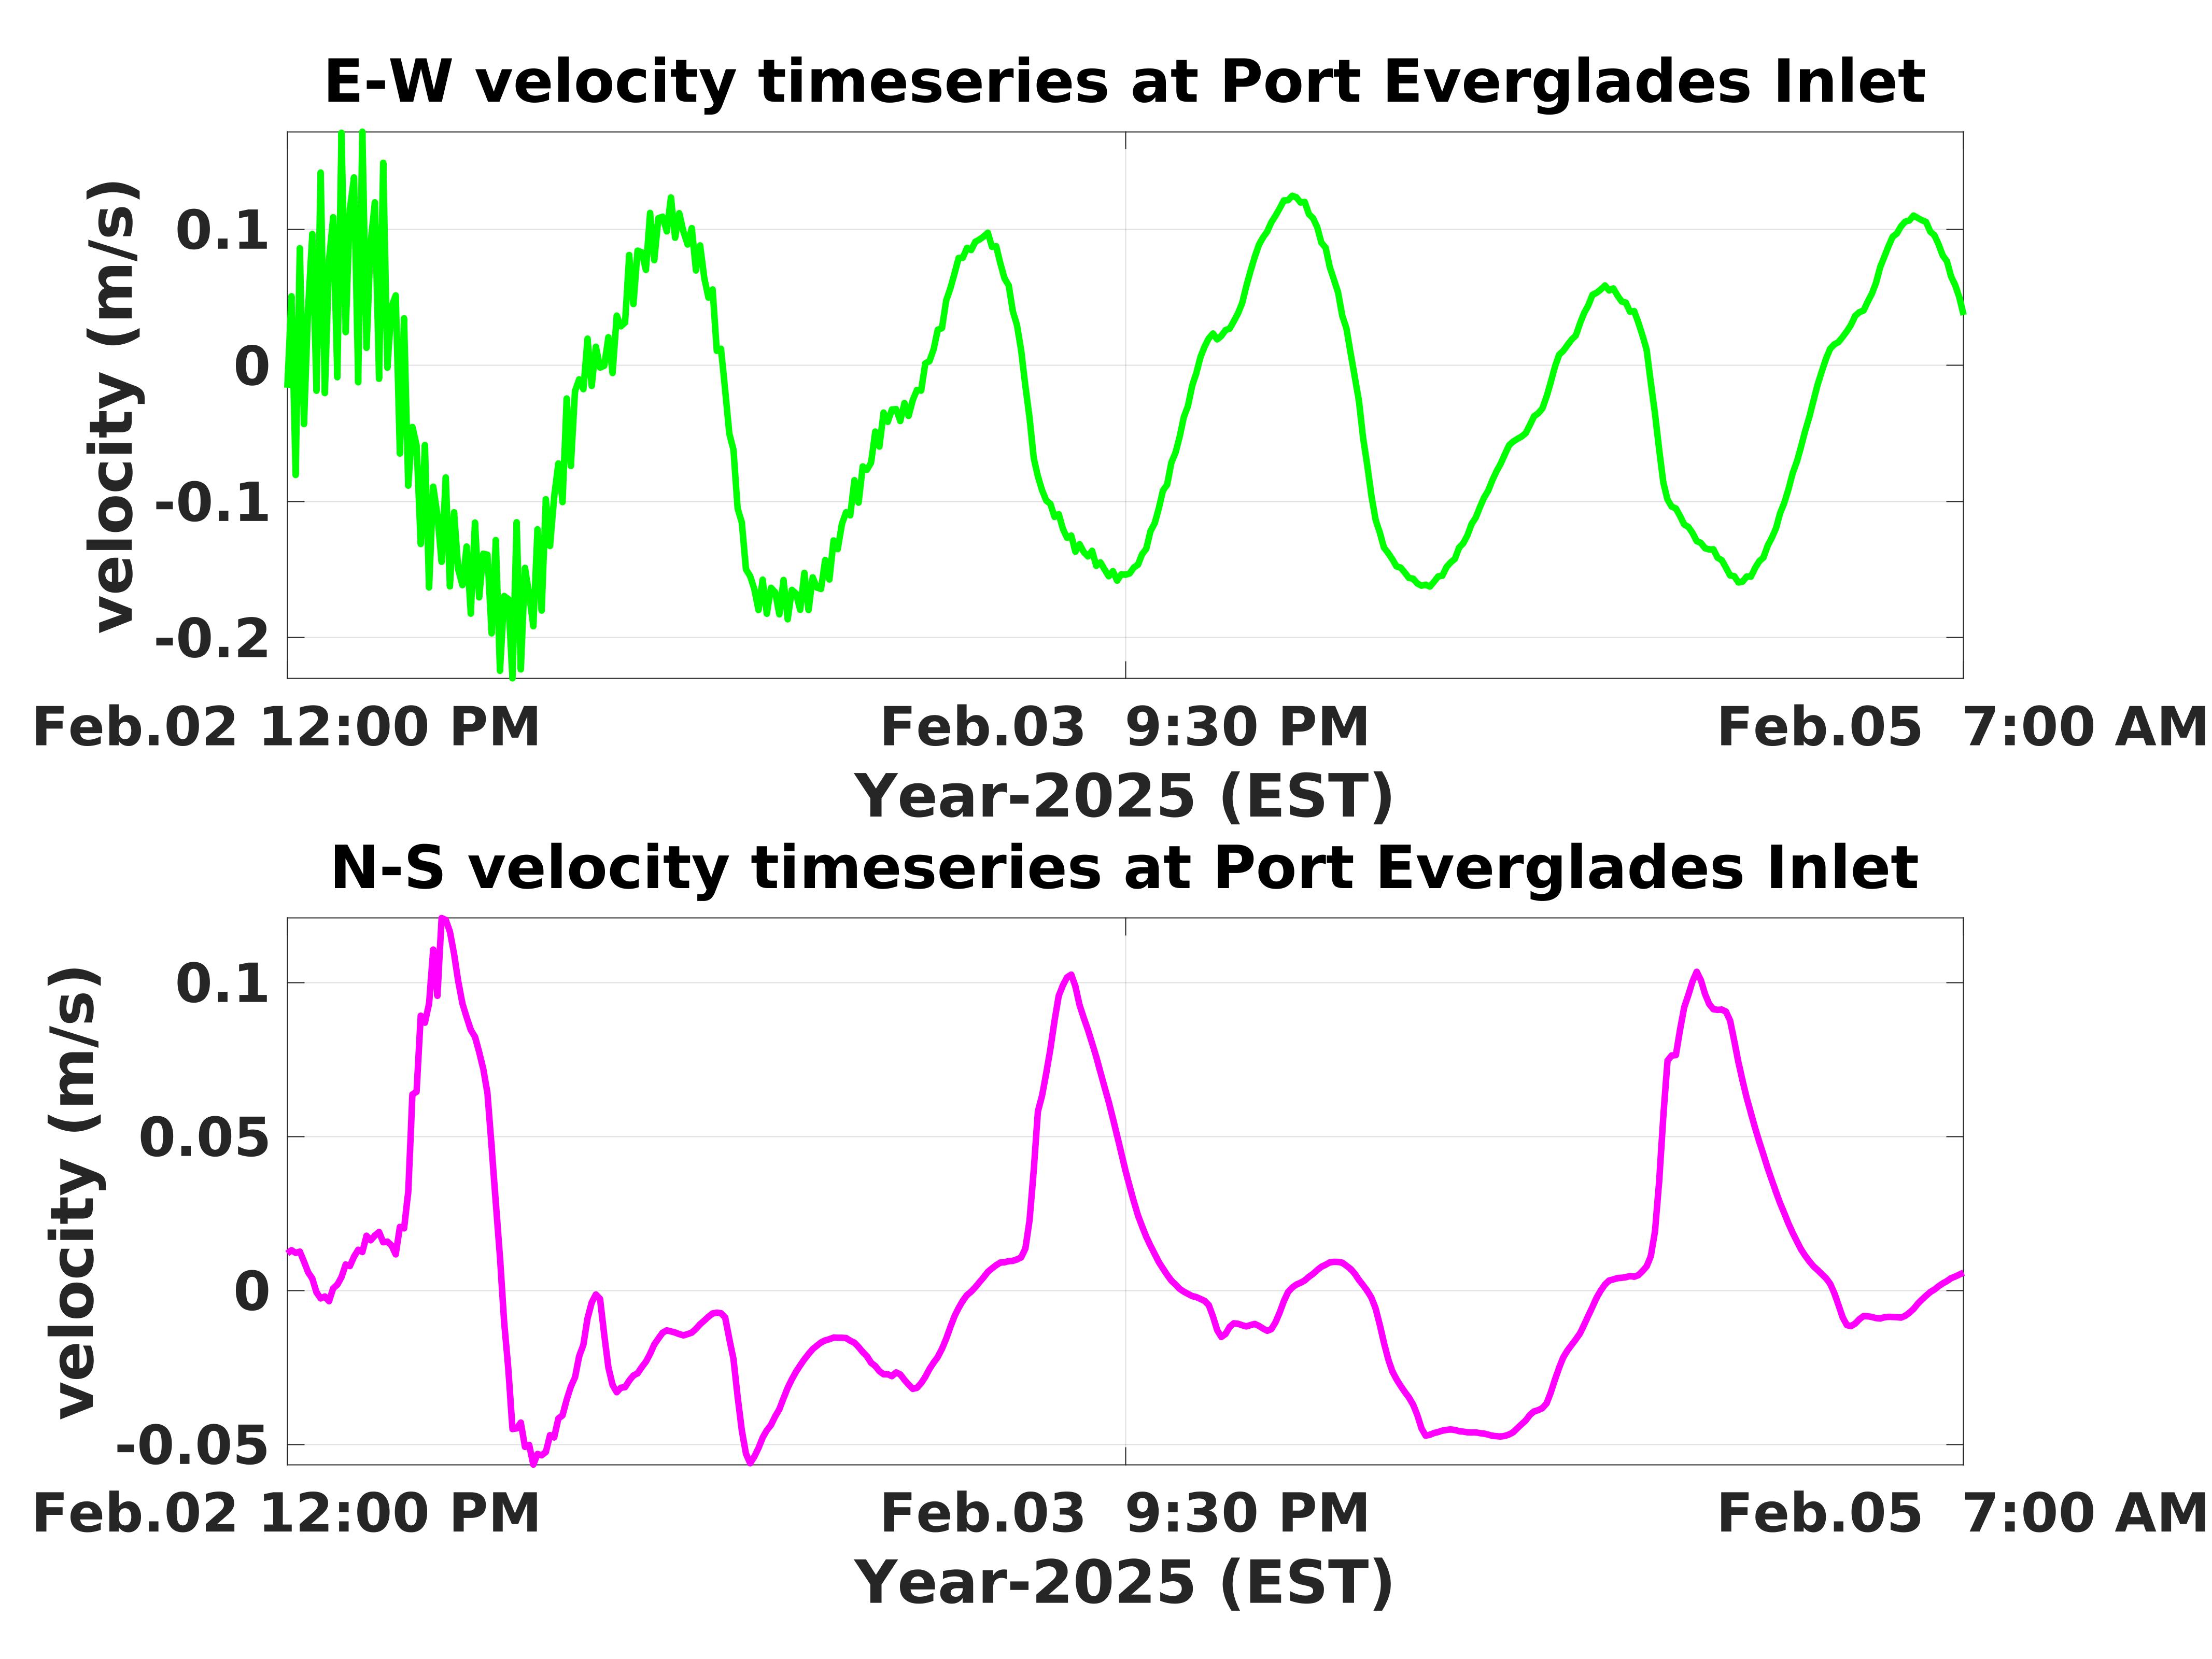 E-W velocity timeseries at Port Everglades Inlet
velocity (m/s)
0.1
0
-0.1
-0.2
Feb.02 12:00 PM Feb.03  9:30 PM Feb.05  7:00 AM
Year-2025 (EST)
N-S velocity timeseries at Port Everglades Inlet
velocity (m/s)
0.1
0.05
0
-0.05
Feb.02 12:00 PM Feb.03  9:30 PM Feb.05  7:00 AM
Year-2025 (EST)